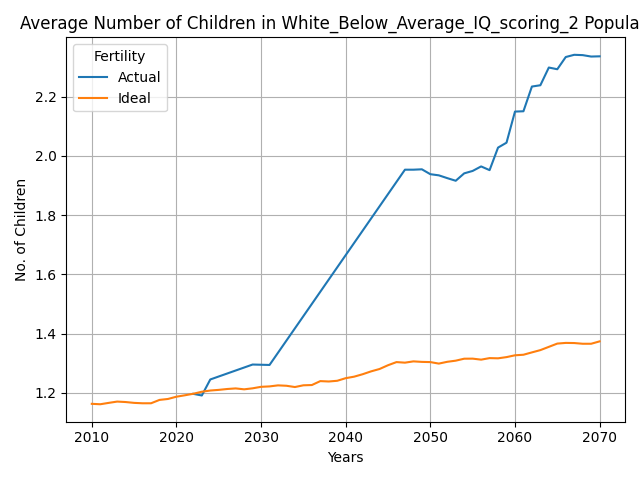 Average Number of Children in White_Below_Average_IQ_scoring_2 Popula
Fertility
Actual
Ideal
2.2
2.0
1.8
1.6
1.4
1.2
No. of Children
2010 2020 2030 2040 2050 2060 2070
Years